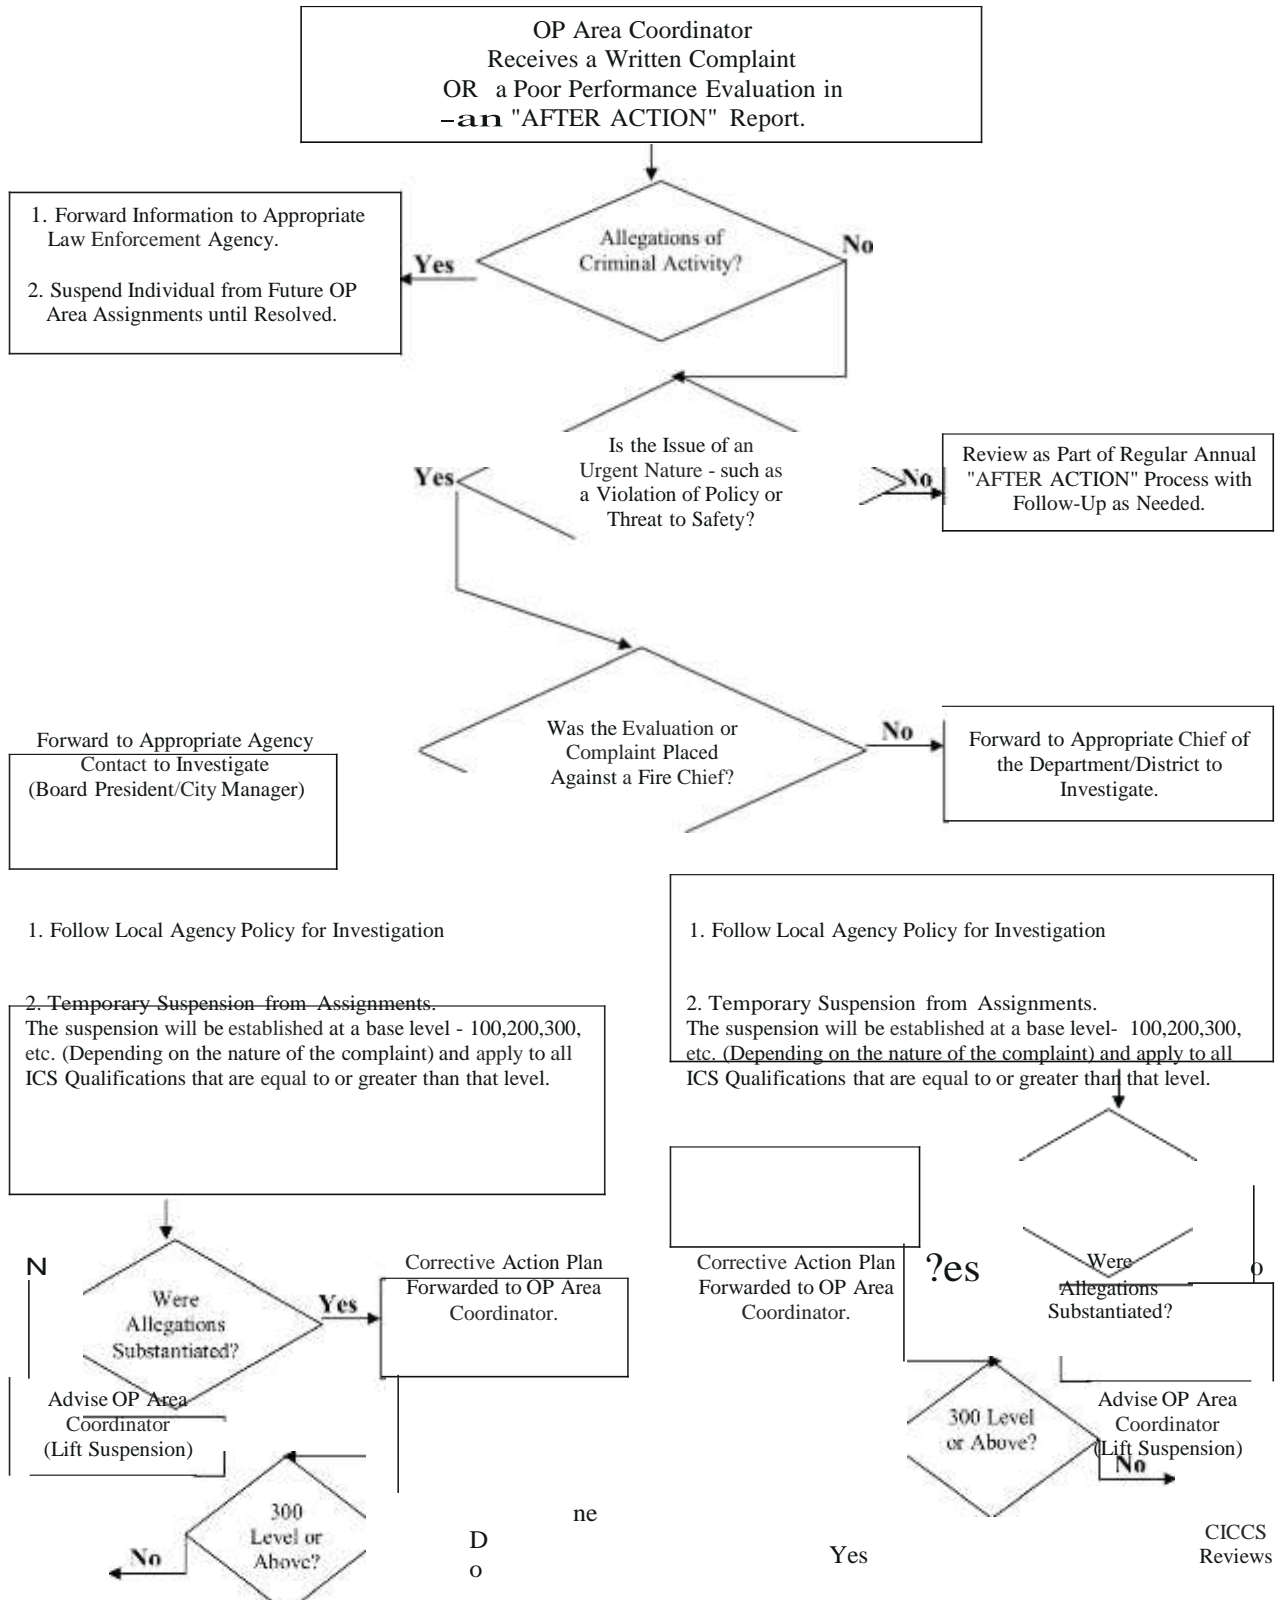 OP Area Coordinator
Receives a Written Complaint
OR a Poor Performance Evaluation in
-an "AFTER ACTION" Report.
1. Forward Information to Appropriate
Law Enforcement Agency.
2. Suspend Individual from Future OP
Area Assignments until Resolved.
Yes
Allegations of
Criminal Activity?
No
Yes
Is the Issue of an
Urgent Nature - such as
a Violation of Policy or
Threat to Safety?
No
Review as Part of Regular Annual
"AFTER ACTION" Process with
Follow-Up as Needed.
Forward to Appropriate Agency
Contact to Investigate
(Board President/City Manager)
Was the Evaluation or
Complaint Placed
Against a Fire Chief?
No
Forward to Appropriate Chief of
the Department/District to
Investigate.
1. Follow Local Agency Policy for Investigation
2. Temporary Suspension from Assignments.
The suspension will be established at a base level - 100,200,300,
etc. (Depending on the nature of the complaint) and apply to all
ICS Qualifications that are equal to or greater than that level.
1. Follow Local Agency Policy for Investigation
2. Temporary Suspension from Assignments.
The suspension will be established at a base level- 100,200,300,
etc. (Depending on the nature of the complaint) and apply to all
ICS Qualifications that are equal to or greater than that level.
N
Were
Allegations
Substantiated?
Yes
Corrective Action Plan
Forwarded to OP Area
Coordinator.
Corrective Action Plan
Forwarded to OP Area
Coordinator.
?es
Were
Allegations
Substantiated?
o
Advise OP Area
Coordinator
(Lift Suspension)
300 Level
or Above?
Advise OP Area
Coordinator
(Lift Suspension)
No
300
Level or
Above?
No
ne
D
o
Yes
CICCS
Reviews